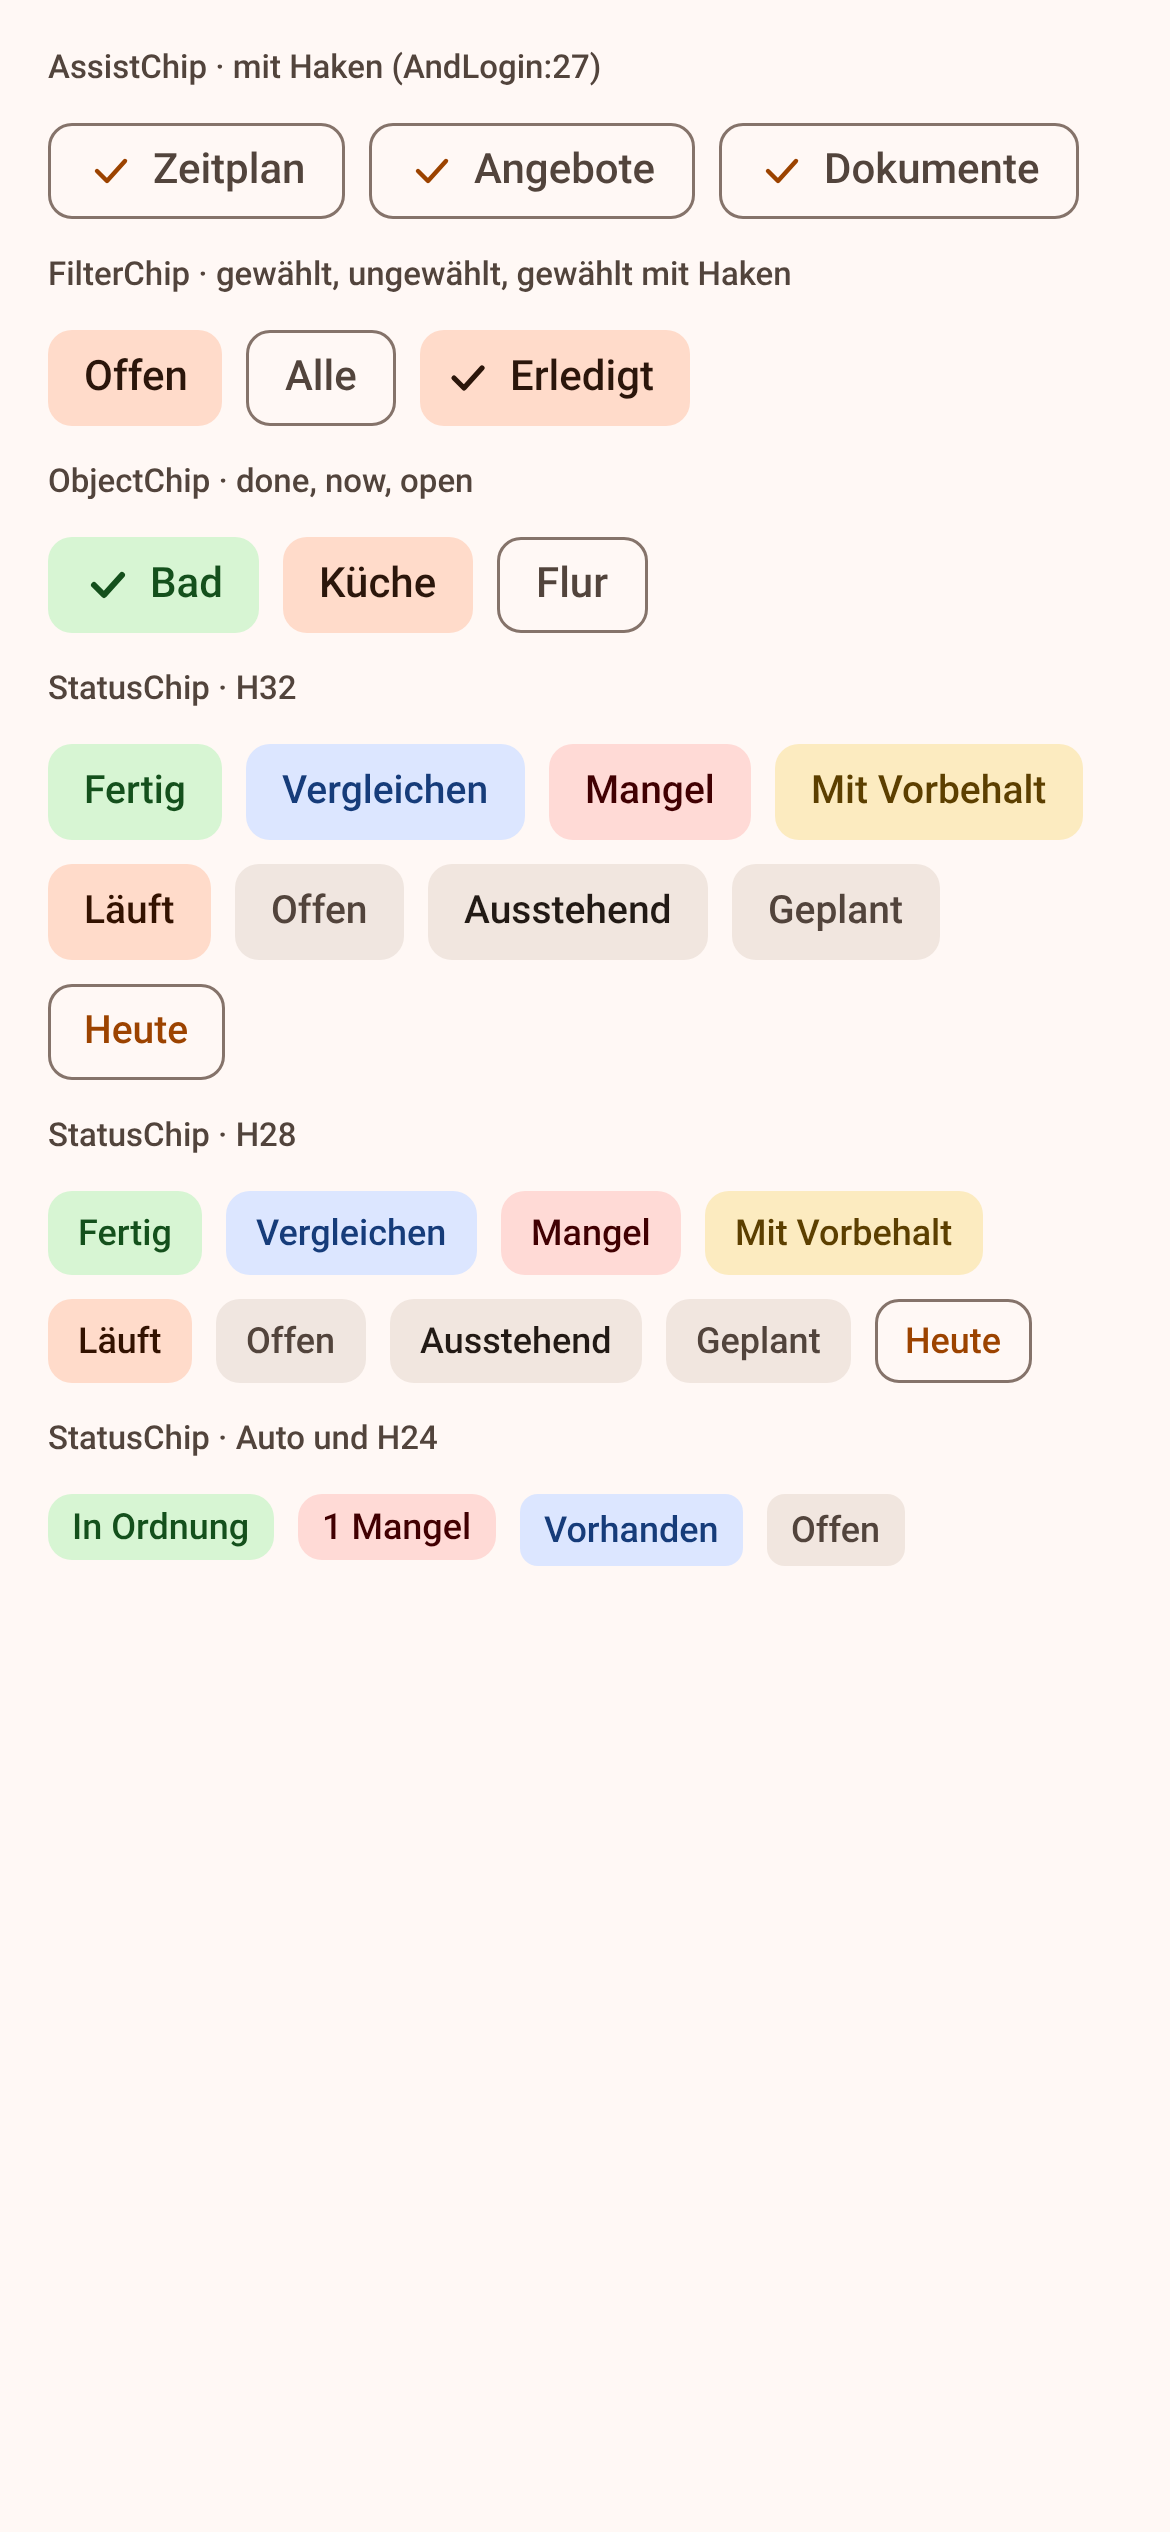 AssistChip · mit Haken (AndLogin:27)
Zeitplan Angebote Dokumente
FilterChip · gewählt, ungewählt, gewählt mit Haken
Offen Alle Erledigt
ObjectChip · done, now, open
Bad Küche Flur
StatusChip · H32
Fertig Vergleichen Mangel Mit Vorbehalt
Läuft Offen Ausstehend Geplant
Heute
StatusChip · H28
Fertig Vergleichen Mangel Mit Vorbehalt
Läuft Offen Ausstehend Geplant Heute
StatusChip · Auto und H24
In Ordnung 1 Mangel Vorhanden Offen